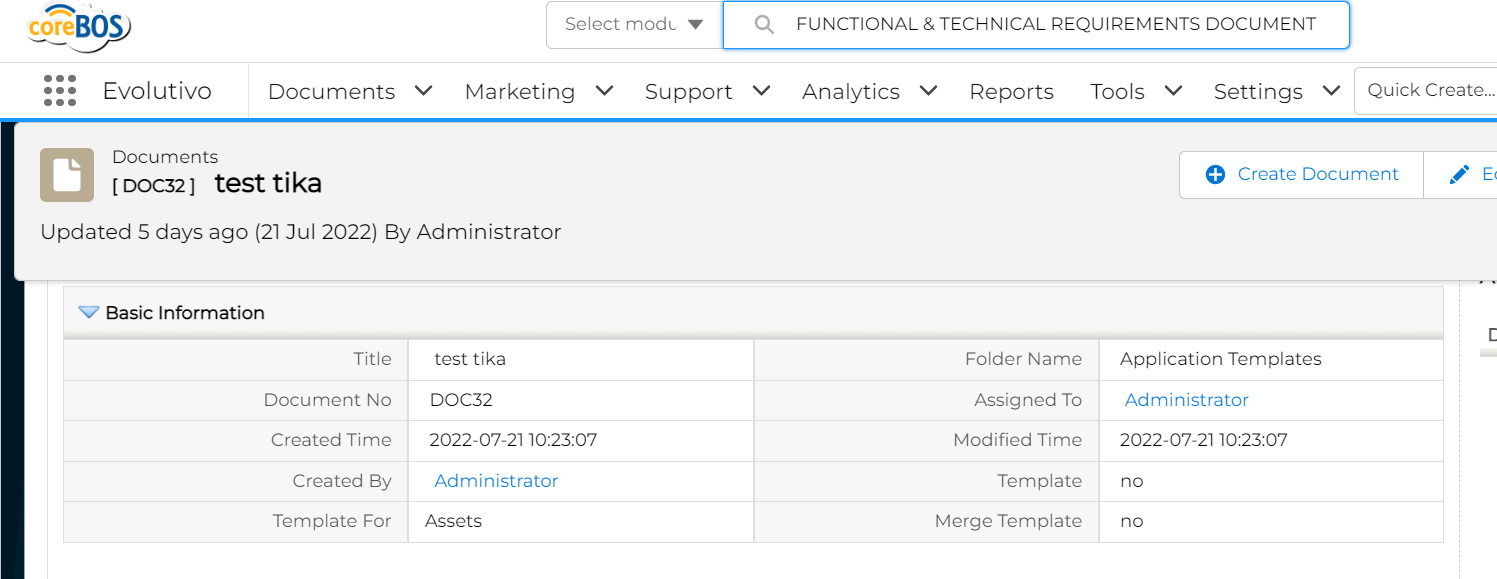 coreBOS
Select modu FUNCTIONAL & TECHNICAL REQUIREMENTS DOCUMENT
Evolutivo Documents Marketing Support Analytics Reports Tools Settings Quick Create...
Documents
[ DOC32 ] test tika
Create Document
Updated 5 days ago (21 Jul 2022) By Administrator
Basic Information
Title test tika Folder Name Application Templates
Document No DOC32 Assigned To Administrator
Created Time 2022-07-21 10:23:07 Modified Time 2022-07-21 10:23:07
Created By Administrator Template no
Template For Assets Merge Template no